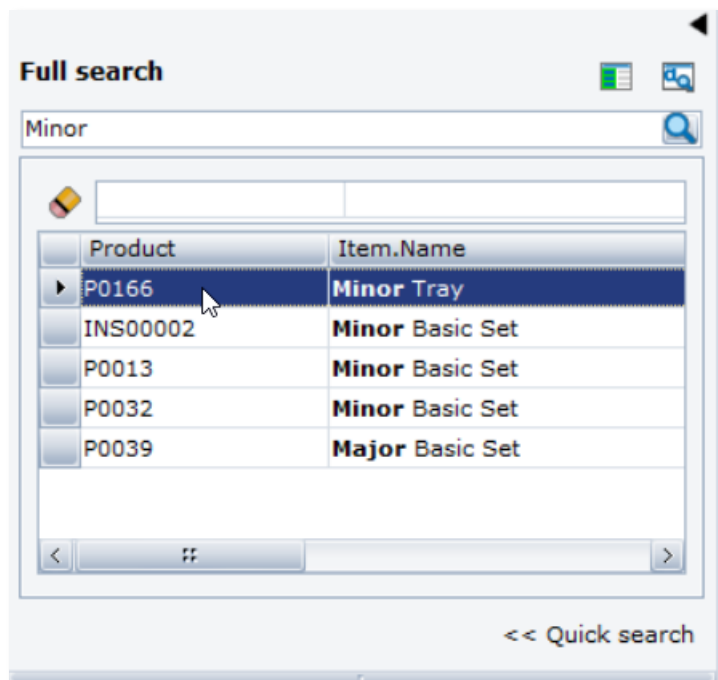 Full search
Minor
Product Item.Name
P0166 Minor Tray
INS00002 Minor Basic Set
P0013 Minor Basic Set
P0032 Minor Basic Set
P0039 Major Basic Set
<< Quick search